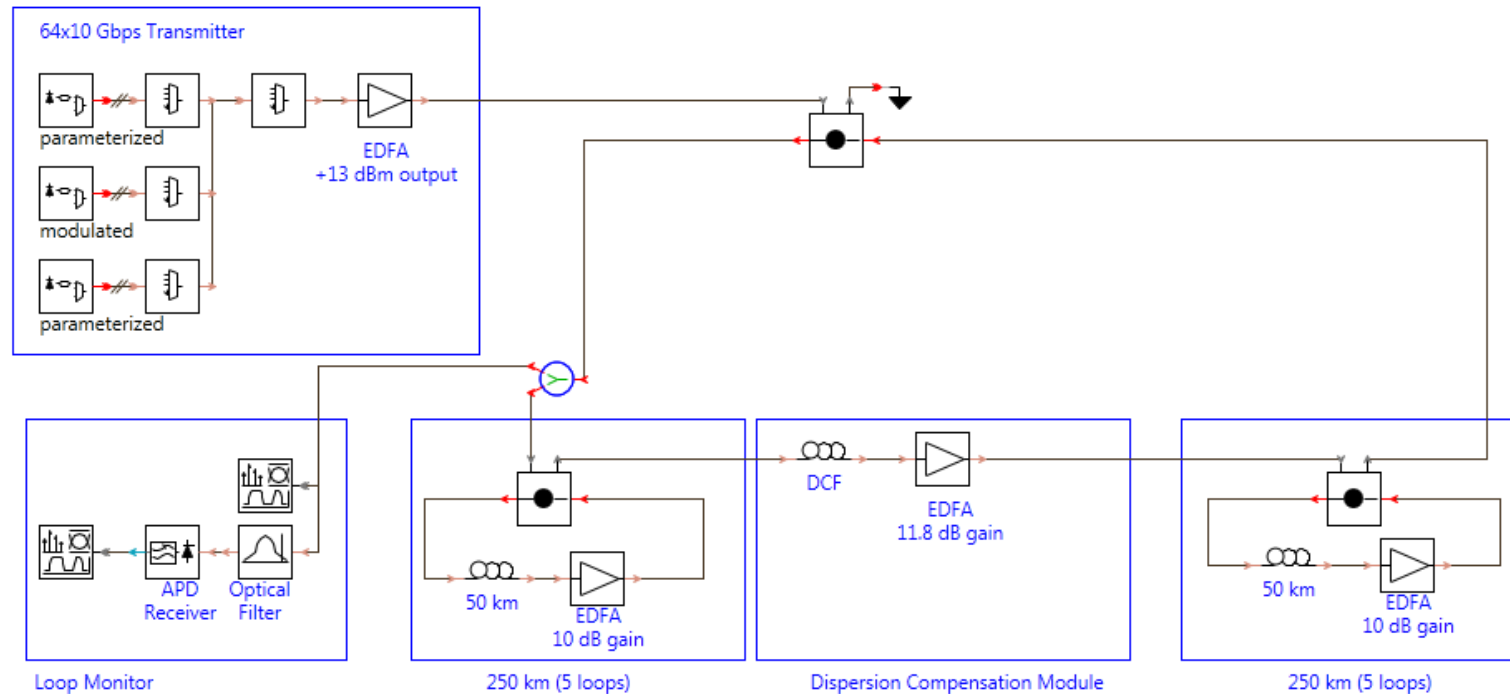 64x10 Gbps Transmitter
parameterized
EDFA
+13 dBm output
modulated
parameterized
DCF
EDFA
11.8 dB gain
APD
Receiver
Optical
Filter
50 km
EDFA
10 dB gain
50 km
EDFA
10 dB gain
Loop Monitor
250 km (5 loops)
Dispersion Compensation Module
250 km (5 loops)